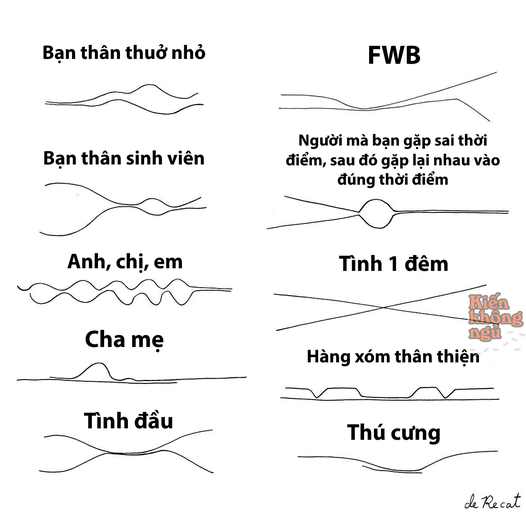 Bạn thân thuở nhỏ
Bạn thân sinh viên
Anh, chị, em
Cha mẹ
Tình đầu
FWB
Người mà bạn gặp sai thời
điểm, sau đó gặp lại nhau vào
đúng thời điểm
Tình 1 đêm
Kiến
không
ngủ
Hàng xóm thân thiện
Thú cưng
de Recat